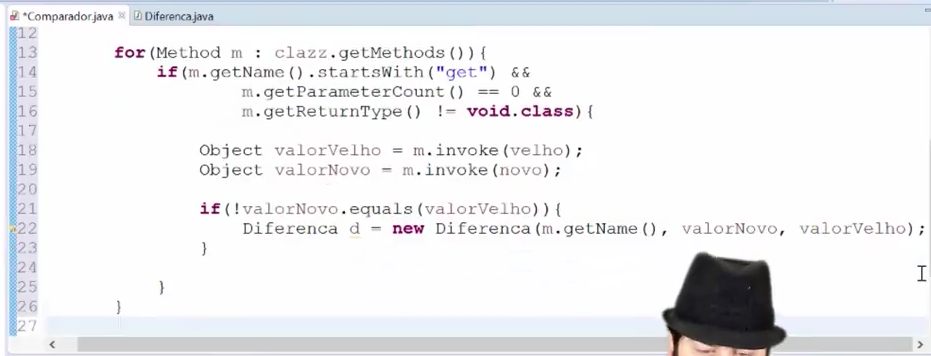 *Comparador.java Diferenca.java
12
13 for(Method m : clazz.getMethods()){
14 if(m.getName().startsWith("get") &&
15 m.getParameterCount() == 0 &&
16 m.getReturnType() != void.class){
17
18 Object valorVelho = m.invoke(velho);
19 Object valorNovo = m.invoke(novo);
20
21 if(!valorNovo.equals(valorVelho)){
22 Diferenca d = new Diferenca(m.getName(), valorNovo, valorVelho);
23 }
24
25 }
26 }
27